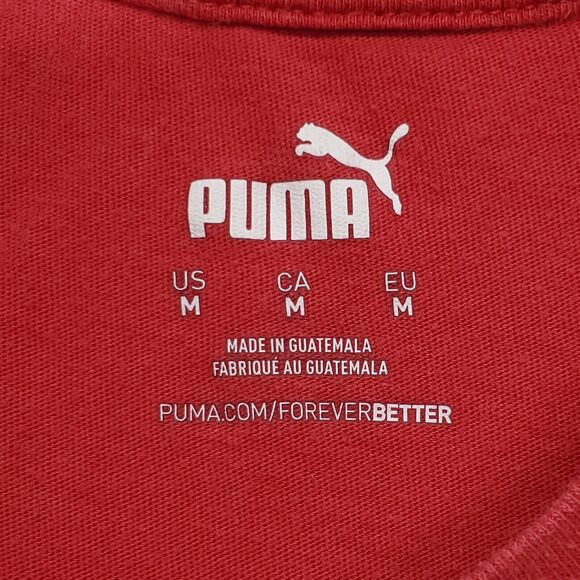 PUMA
US CA EU
M M M
MADE IN GUATEMALA
FABRIQUÉ AU GUATEMALA
PUMA.COM/FOREVERBETTER